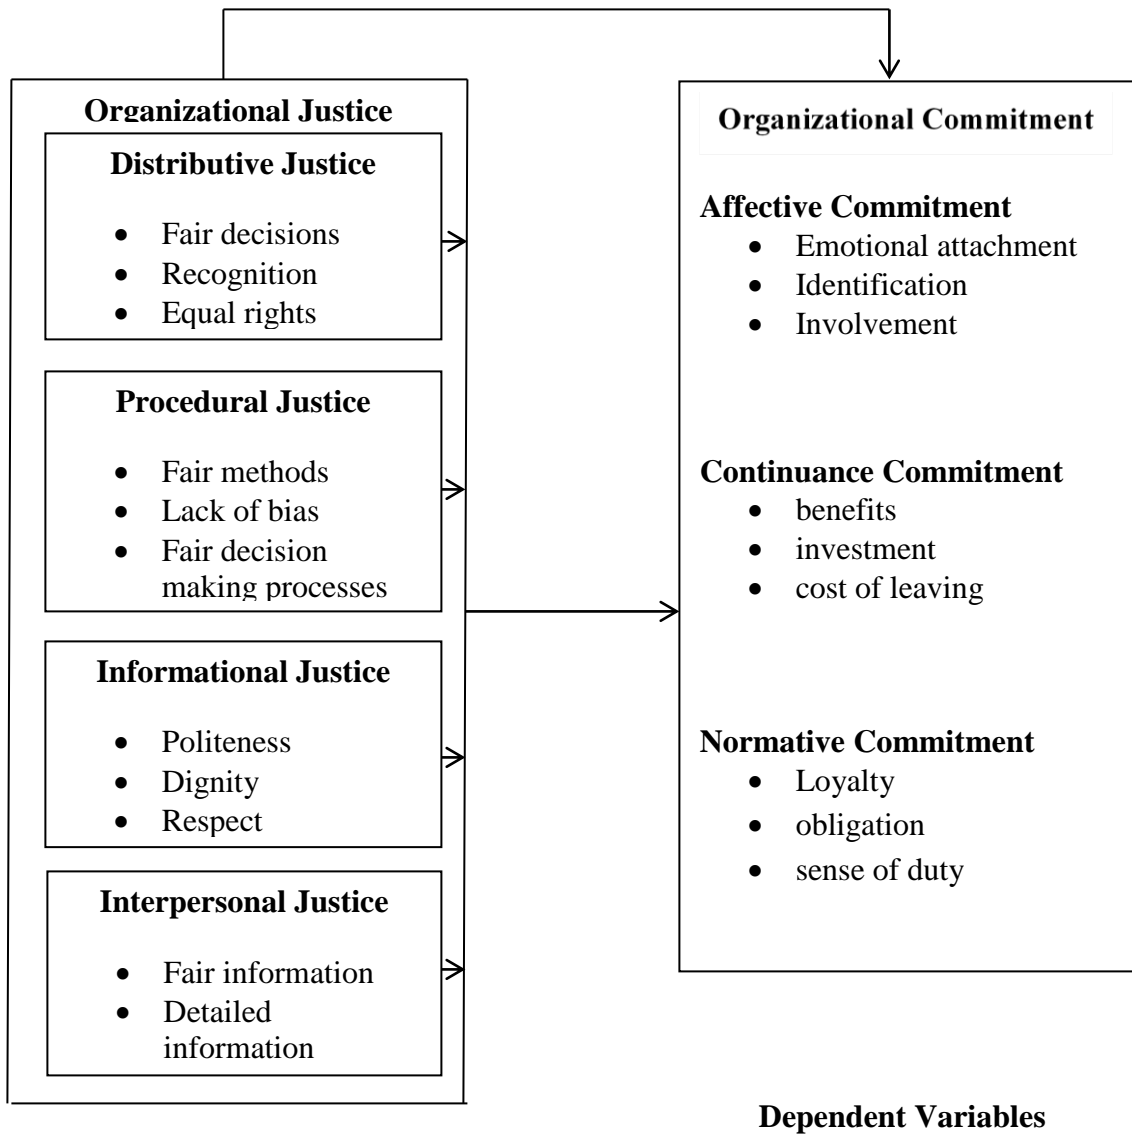 Organizational Justice
Distributive Justice
• Fair decisions
• Recognition
• Equal rights
Procedural Justice
• Fair methods
• Lack of bias
• Fair decision
making processes
Informational Justice
• Politeness
• Dignity
• Respect
Interpersonal Justice
• Fair information
• Detailed
information
Organizational Commitment
Affective Commitment
• Emotional attachment
• Identification
• Involvement
Continuance Commitment
• benefits
• investment
• cost of leaving
Normative Commitment
• Loyalty
• obligation
• sense of duty
Dependent Variables